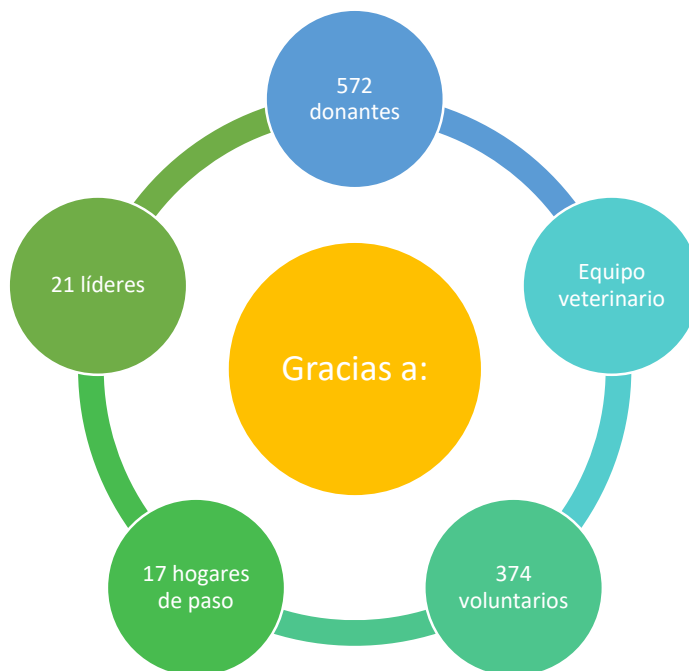 572
donantes
Equipo
veterinario
374
voluntarios
17 hogares
de paso
21 líderes
Gracias a: